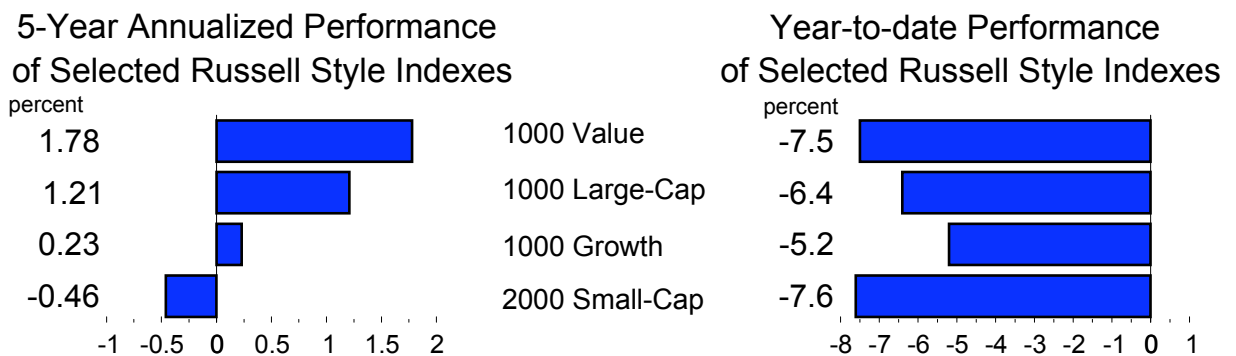 5-Year Annualized Performance
of Selected Russell Style Indexes
percent
1.78
1.21
0.23
-0.46
-1 -0.5 0 0.5 1 1.5 2
1000 Value
1000 Large-Cap
1000 Growth
2000 Small-Cap
Year-to-date Performance
of Selected Russell Style Indexes
percent
-7.5
-6.4
-5.2
-7.6
-8 -7 -6 -5 -4 -3 -2 -1 0 1